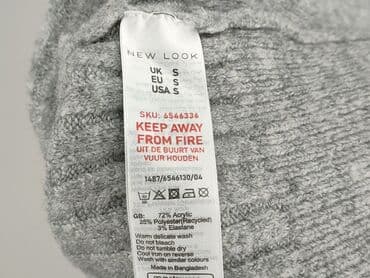 NEW LOOK
UK S
EU S
USA S
SKU: 6546336
KEEP AWAY
FROM FIRE
UIT DE BUURT VAN
VUUR HOUDEN
1487/6546130/04
GB: 72% Acrylic
25% Polyester(Recycled)
3% Elastane
Warm delicate wash
Do not bleach
Do not tumble dry
Cool iron on reverse
Wash with similar colours
Made in Bangladesh